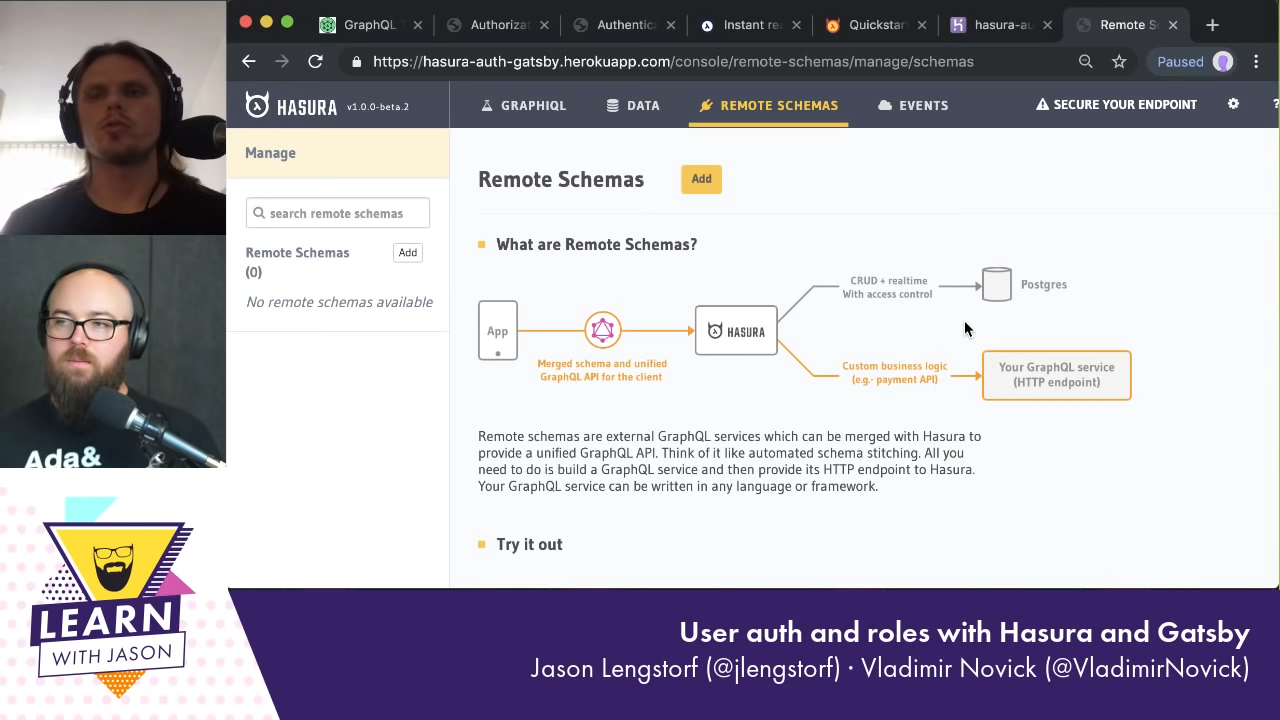 GraphQL
Authoriza
Authentic
Instant re
Quickstar
hasura-au
Remote S
https://hasura-auth-gatsby.herokuapp.com/console/remote-schemas/manage/schemas
Paused
HASURA v1.0.0-beta.2
GRAPHIQL
DATA
REMOTE SCHEMAS
EVENTS
SECURE YOUR ENDPOINT
?
Manage
search remote schemas
Remote Schemas
(0)
Add
No remote schemas available
Remote Schemas
Add
What are Remote Schemas?
App
Merged schema and unified
GraphQL API for the client
HASURA
CRUD + realtime
With access control
Postgres
Custom business logic
(e.g.- payment API)
Your GraphQL service
(HTTP endpoint)
Remote schemas are external GraphQL services which can be merged with Hasura to
provide a unified GraphQL API. Think of it like automated schema stitching. All you
need to do is build a GraphQL service and then provide its HTTP endpoint to Hasura.
Your GraphQL service can be written in any language or framework.
Try it out
Ada&
LEARN
WITH JASON
User auth and roles with Hasura and Gatsby
Jason Lengstorf (@jlengstorf) · Vladimir Novick (@VladimirNovick)